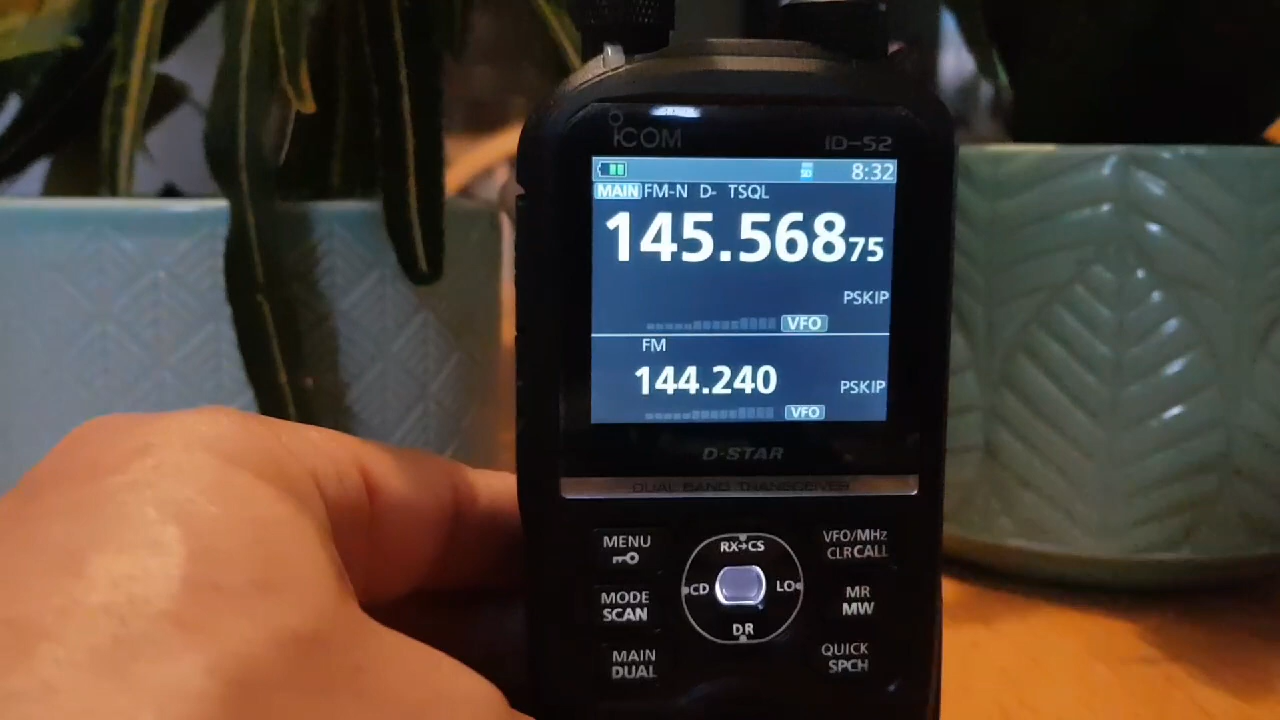 iCOM ID-52
SD 8:32
MAIN FM-N D- TSQL
145.56875
PSKIP
VFO
FM
144.240 PSKIP
VFO
D-STAR
DUAL BAND TRANSCEIVER
MENU
RX→CS
VFO/MHz
CLR CALL
CD
LO
MODE
SCAN
MR
MW
DR
MAIN
DUAL
QUICK
SPCH